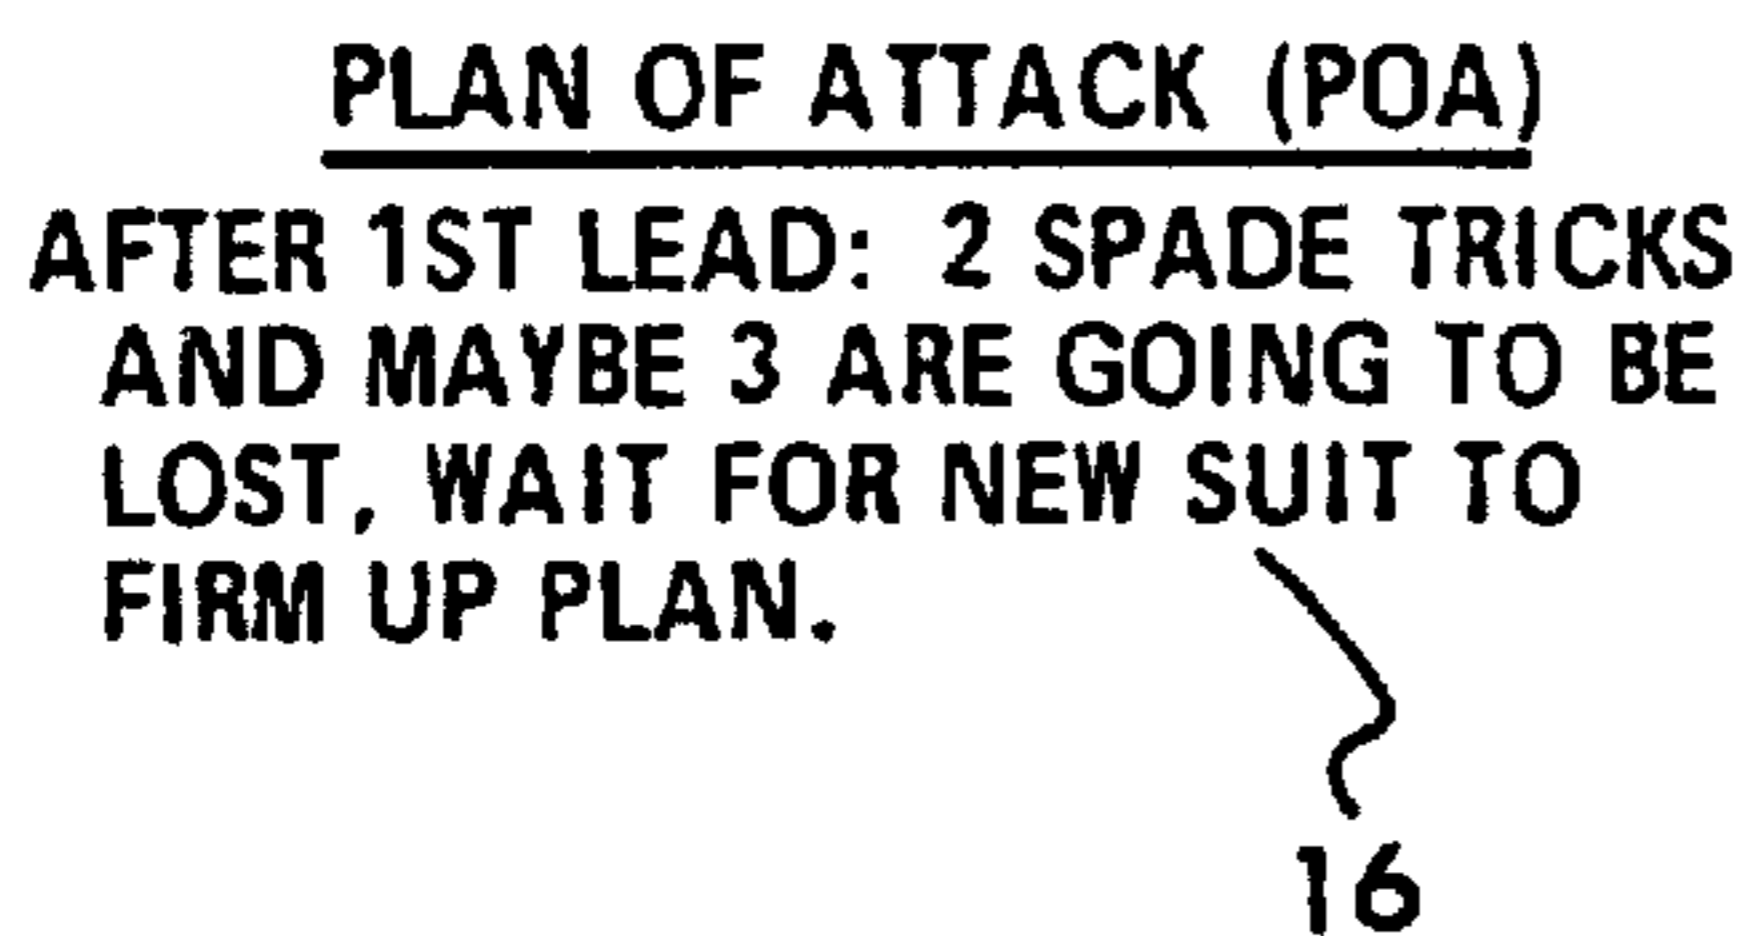 PLAN OF ATTACK (POA)
AFTER 1ST LEAD: 2 SPADE TRICKS
AND MAYBE 3 ARE GOING TO BE
LOST, WAIT FOR NEW SUIT TO
FIRM UP PLAN.
16